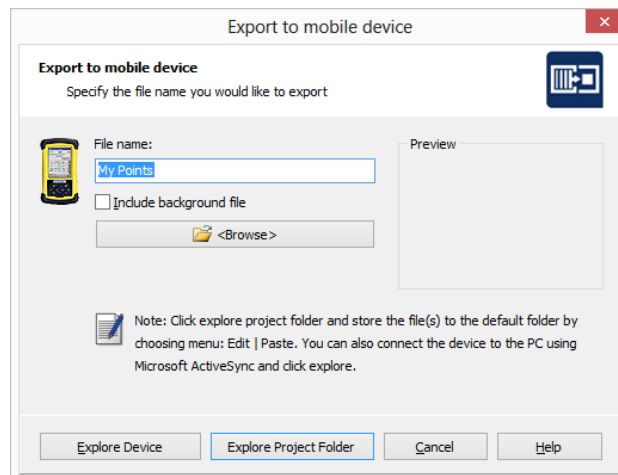 Export to mobile device
Export to mobile device
Specify the file name you would like to export
File name:
My Points
Include background file
<Browse>
Preview
Note: Click explore project folder and store the file(s) to the default folder by
choosing menu: Edit | Paste. You can also connect the device to the PC using
Microsoft ActiveSync and click explore.
Explore Device
Explore Project Folder
Cancel
Help